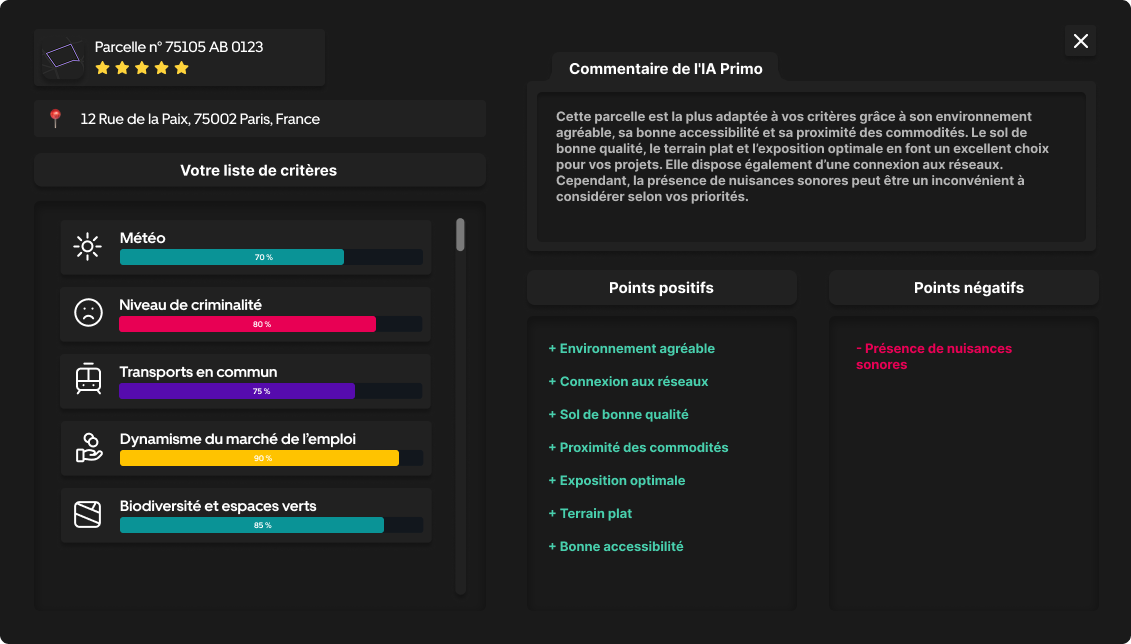 Parcelle n° 75105 AB 0123
12 Rue de la Paix, 75002 Paris, France
Votre liste de critères
Météo
70 %
Niveau de criminalité
80 %
Transports en commun
75 %
Dynamisme du marché de l'emploi
90 %
Biodiversité et espaces verts
85 %
Commentaire de l'IA Primo
Cette parcelle est la plus adaptée à vos critères grâce à son environnement
agréable, sa bonne accessibilité et sa proximité des commodités. Le sol de
bonne qualité, le terrain plat et l'exposition optimale en font un excellent choix
pour vos projets. Elle dispose également d'une connexion aux réseaux.
Cependant, la présence de nuisances sonores peut être un inconvénient à
considérer selon vos priorités.
Points positifs
+ Environnement agréable
+ Connexion aux réseaux
+ Sol de bonne qualité
+ Proximité des commodités
+ Exposition optimale
+ Terrain plat
+ Bonne accessibilité
Points négatifs
- Présence de nuisances
sonores